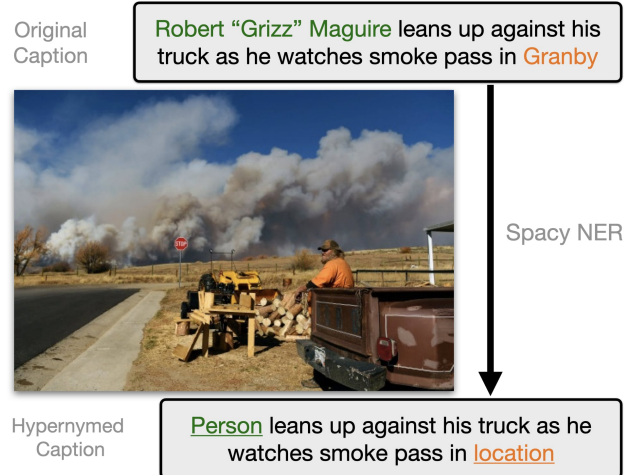 Original
Caption
Robert “Grizz” Maguire leans up against his
truck as he watches smoke pass in Granby
STOP
Spacy NER
FORD
Hypernymed
Caption
Person leans up against his truck as he
watches smoke pass in location